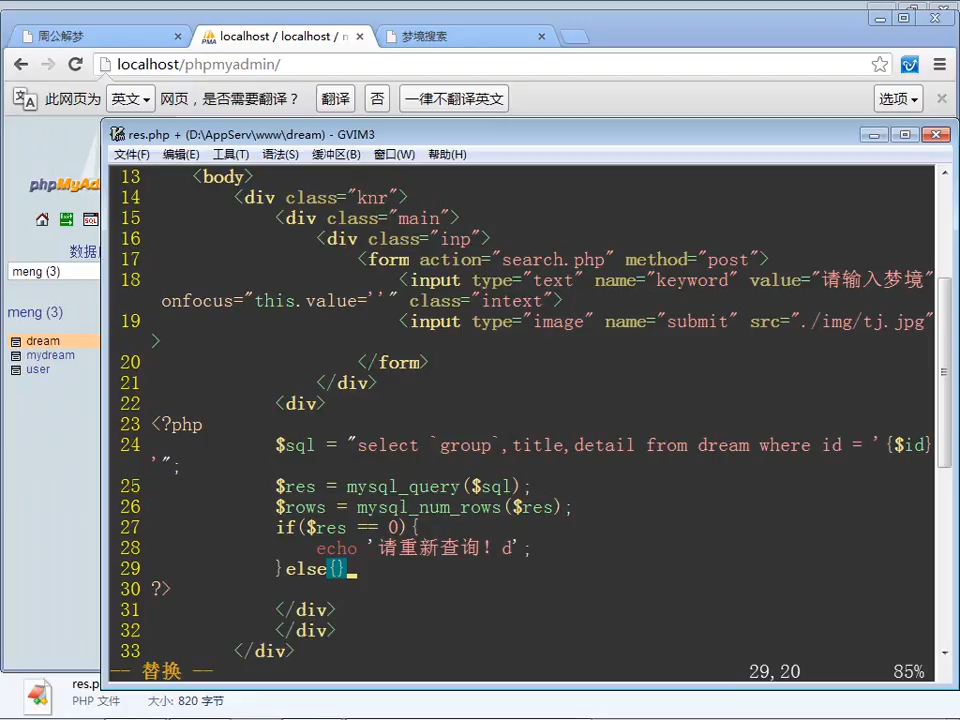 周公解梦
localhost / localhost / m
梦境搜索
localhost/phpmyadmin/
此网页为 英文 网页，是否需要翻译？ 翻译 否 一律不翻译英文 选项
phpMyAd
数据
meng (3)
meng (3)
dream
mydream
user
res.php + (D:\AppServ\www\dream) - GVIM3
文件(F) 编辑(E) 工具(T) 语法(S) 缓冲区(B) 窗口(W) 帮助(H)
13 <body>
14 <div class="knr">
15 <div class="main">
16 <div class="inp">
17 <form action="search.php" method="post">
18 <input type="text" name="keyword" value="请输入梦境"
onfocus="this.value=''" class="intext">
19 <input type="image" name="submit" src="./img/tj.jpg"
>
20 </form>
21 </div>
22 <div>
23 <?php
24 $sql = "select `group`,title,detail from dream where id = '{$id}
'";
25 $res = mysql_query($sql);
26 $rows = mysql_num_rows($res);
27 if($res == 0){
28 echo '请重新查询！d';
29 }else{}
30 ?>
31 </div>
32 </div>
33 </div>
-- 替换 -- 29,20 85%
res.p
PHP 文件 大小: 820 字节